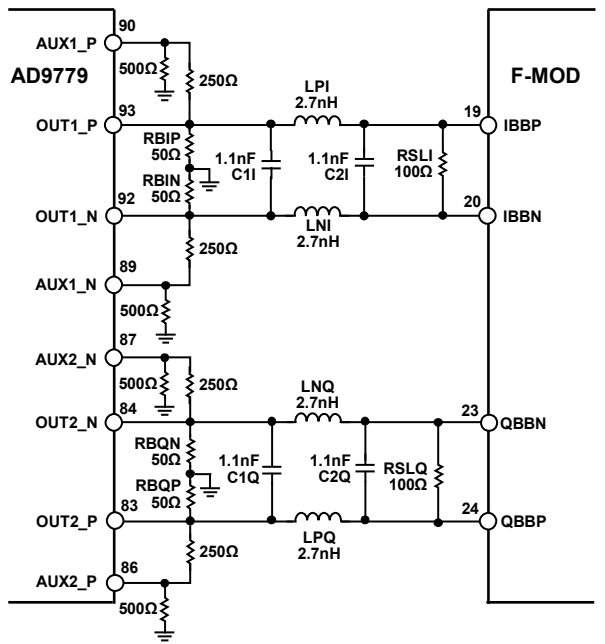 90
AUX1_P
AD9779
500Ω
250Ω
F-MOD
93
LPI
2.7nH
19
OUT1_P
IBBP
RBIP
50Ω
1.1nF
C1I
1.1nF
C2I
RSLI
100Ω
RBIN
50Ω
92
20
OUT1_N
IBBN
LNI
2.7nH
250Ω
89
AUX1_N
500Ω
87
AUX2_N
500Ω
250Ω
LNQ
2.7nH
84
23
OUT2_N
QBBN
RBQN
50Ω
1.1nF
C1Q
1.1nF
C2Q
RSLQ
100Ω
RBQP
50Ω
83
24
OUT2_P
QBBP
LPQ
2.7nH
250Ω
86
AUX2_P
500Ω